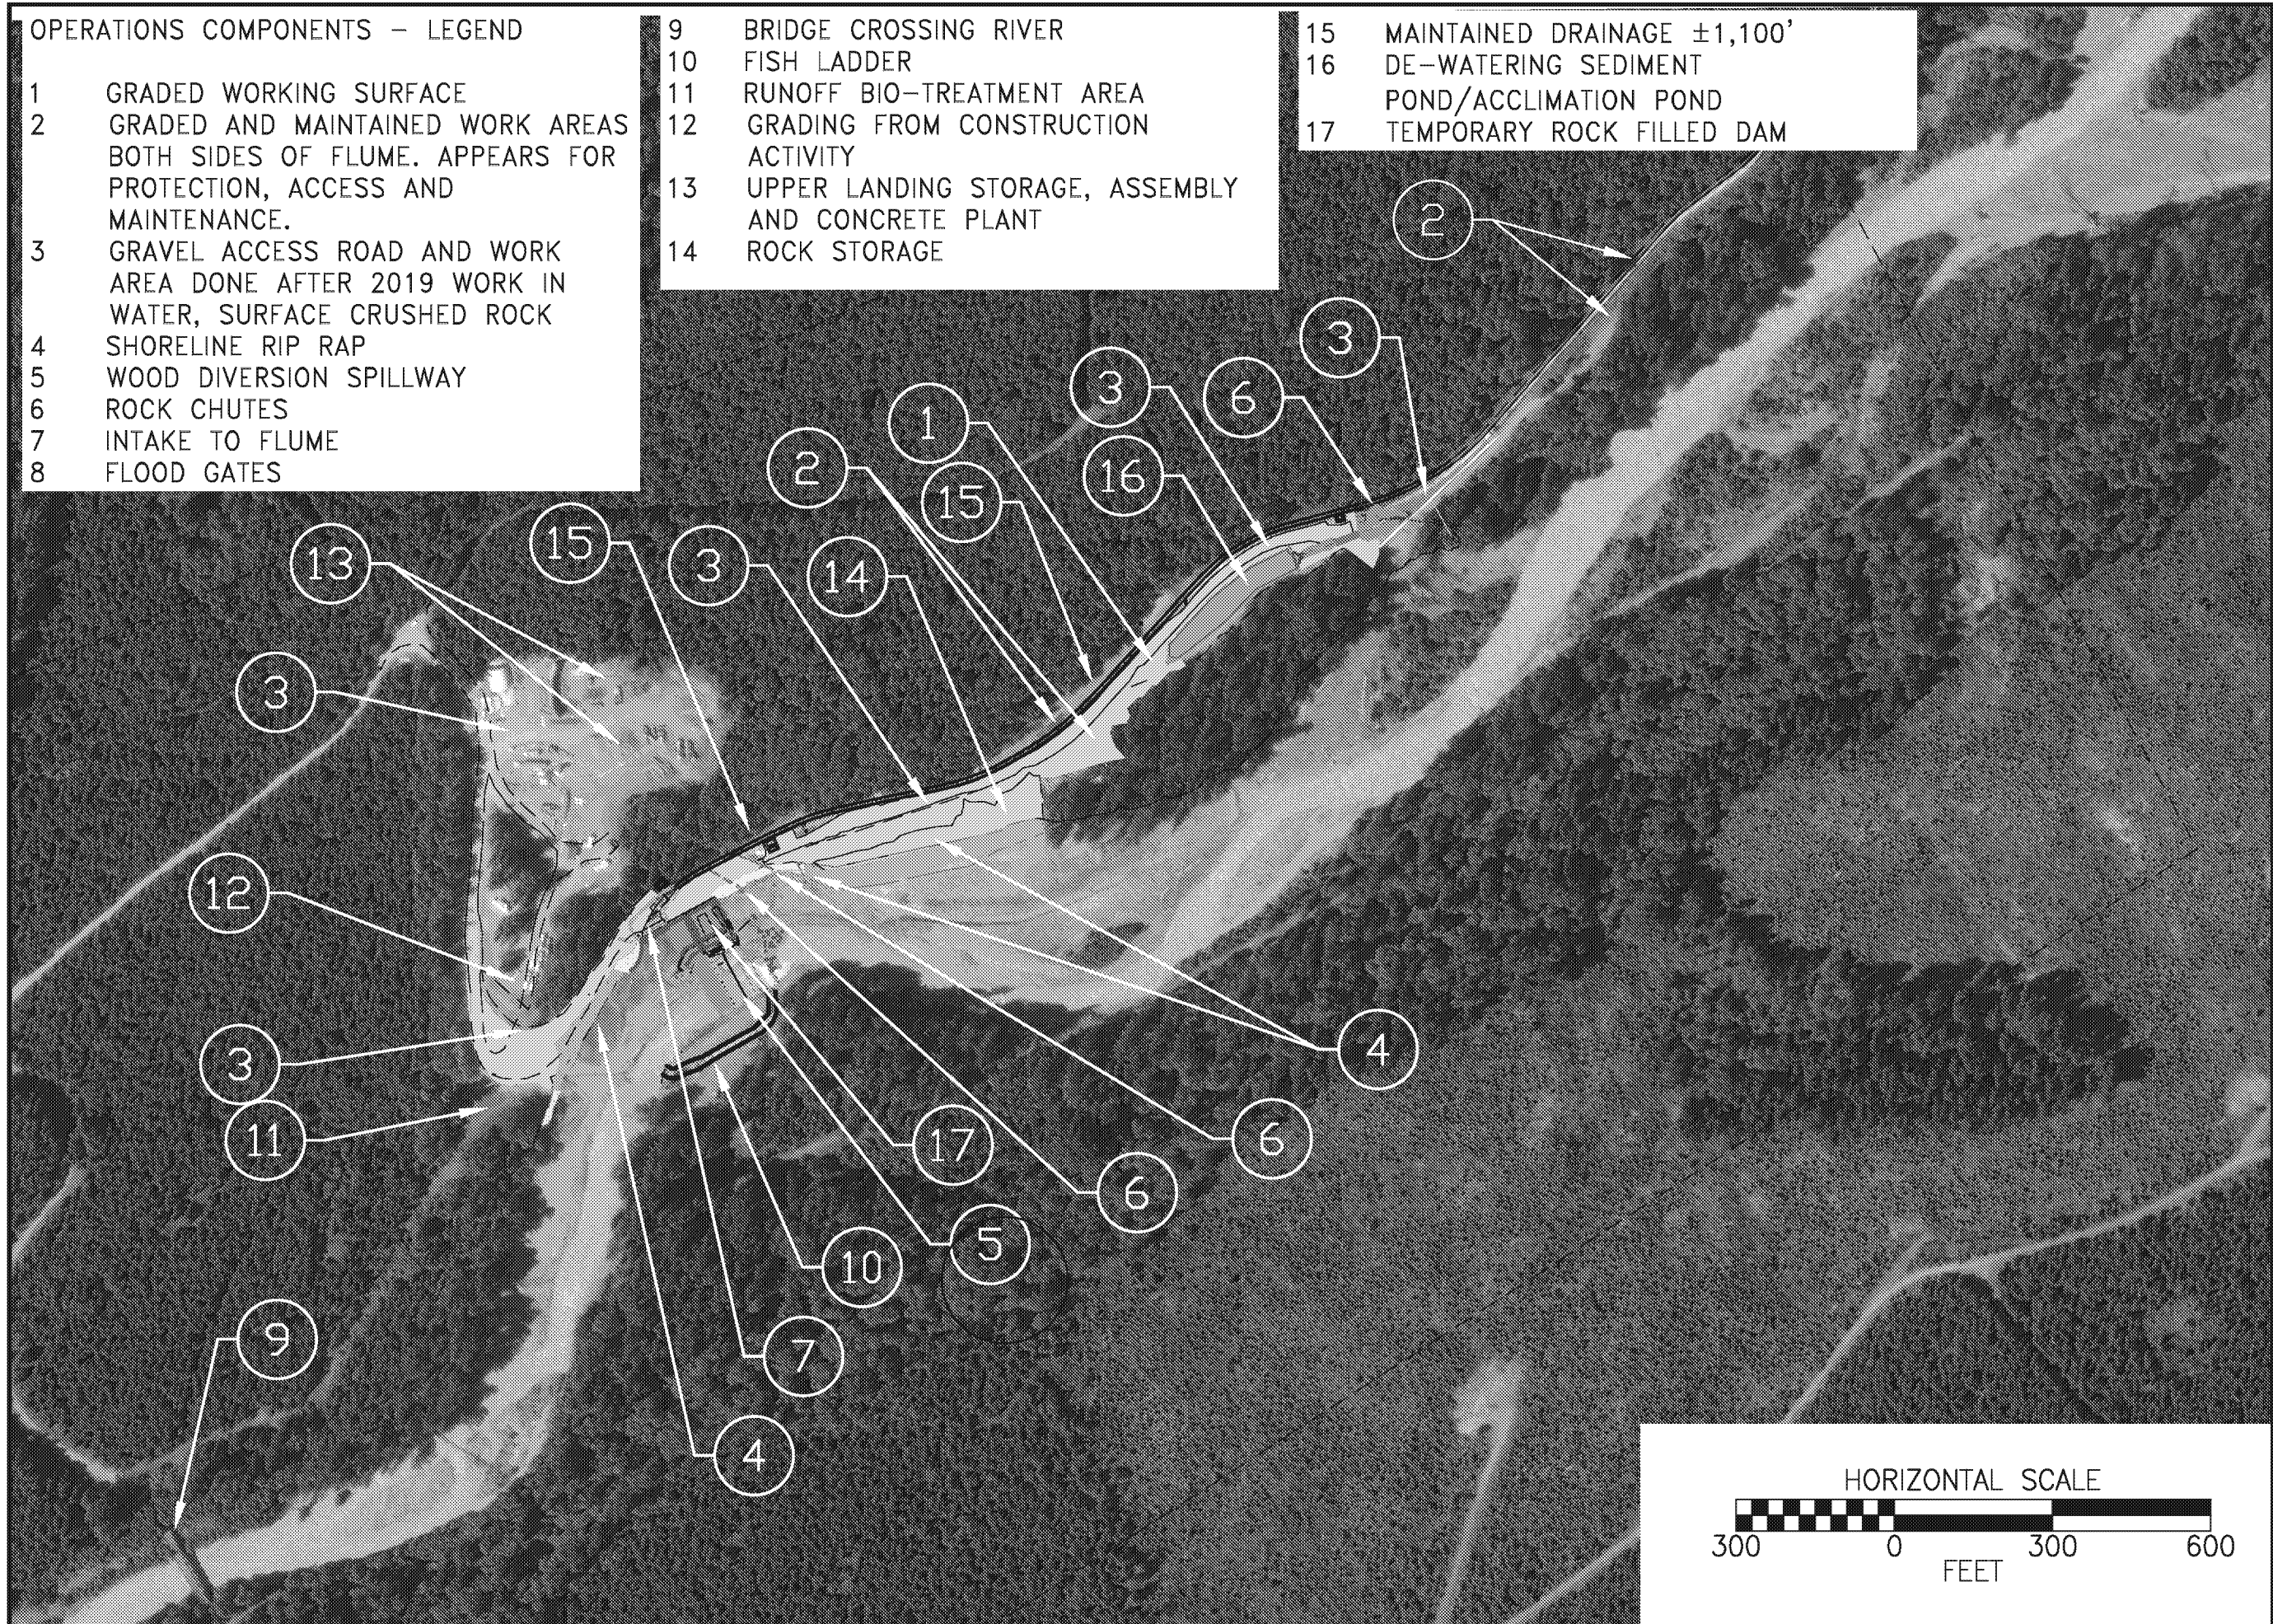 OPERATIONS COMPONENTS – LEGEND
1 GRADED WORKING SURFACE
2 GRADED AND MAINTAINED WORK AREAS
BOTH SIDES OF FLUME. APPEARS FOR
PROTECTION, ACCESS AND
MAINTENANCE.
3 GRAVEL ACCESS ROAD AND WORK
AREA DONE AFTER 2019 WORK IN
WATER, SURFACE CRUSHED ROCK
4 SHORELINE RIP RAP
5 WOOD DIVERSION SPILLWAY
6 ROCK CHUTES
7 INTAKE TO FLUME
8 FLOOD GATES
9 BRIDGE CROSSING RIVER
10 FISH LADDER
11 RUNOFF BIO–TREATMENT AREA
12 GRADING FROM CONSTRUCTION
ACTIVITY
13 UPPER LANDING STORAGE, ASSEMBLY
AND CONCRETE PLANT
14 ROCK STORAGE
15 MAINTAINED DRAINAGE ±1,100'
16 DE–WATERING SEDIMENT
POND/ACCLIMATION POND
17 TEMPORARY ROCK FILLED DAM
2
3
3
6
1
2
16
15
15
3
14
13
3
12
3
11
4
17
6
6
5
10
9
7
4
HORIZONTAL SCALE
300 0 300 600
FEET